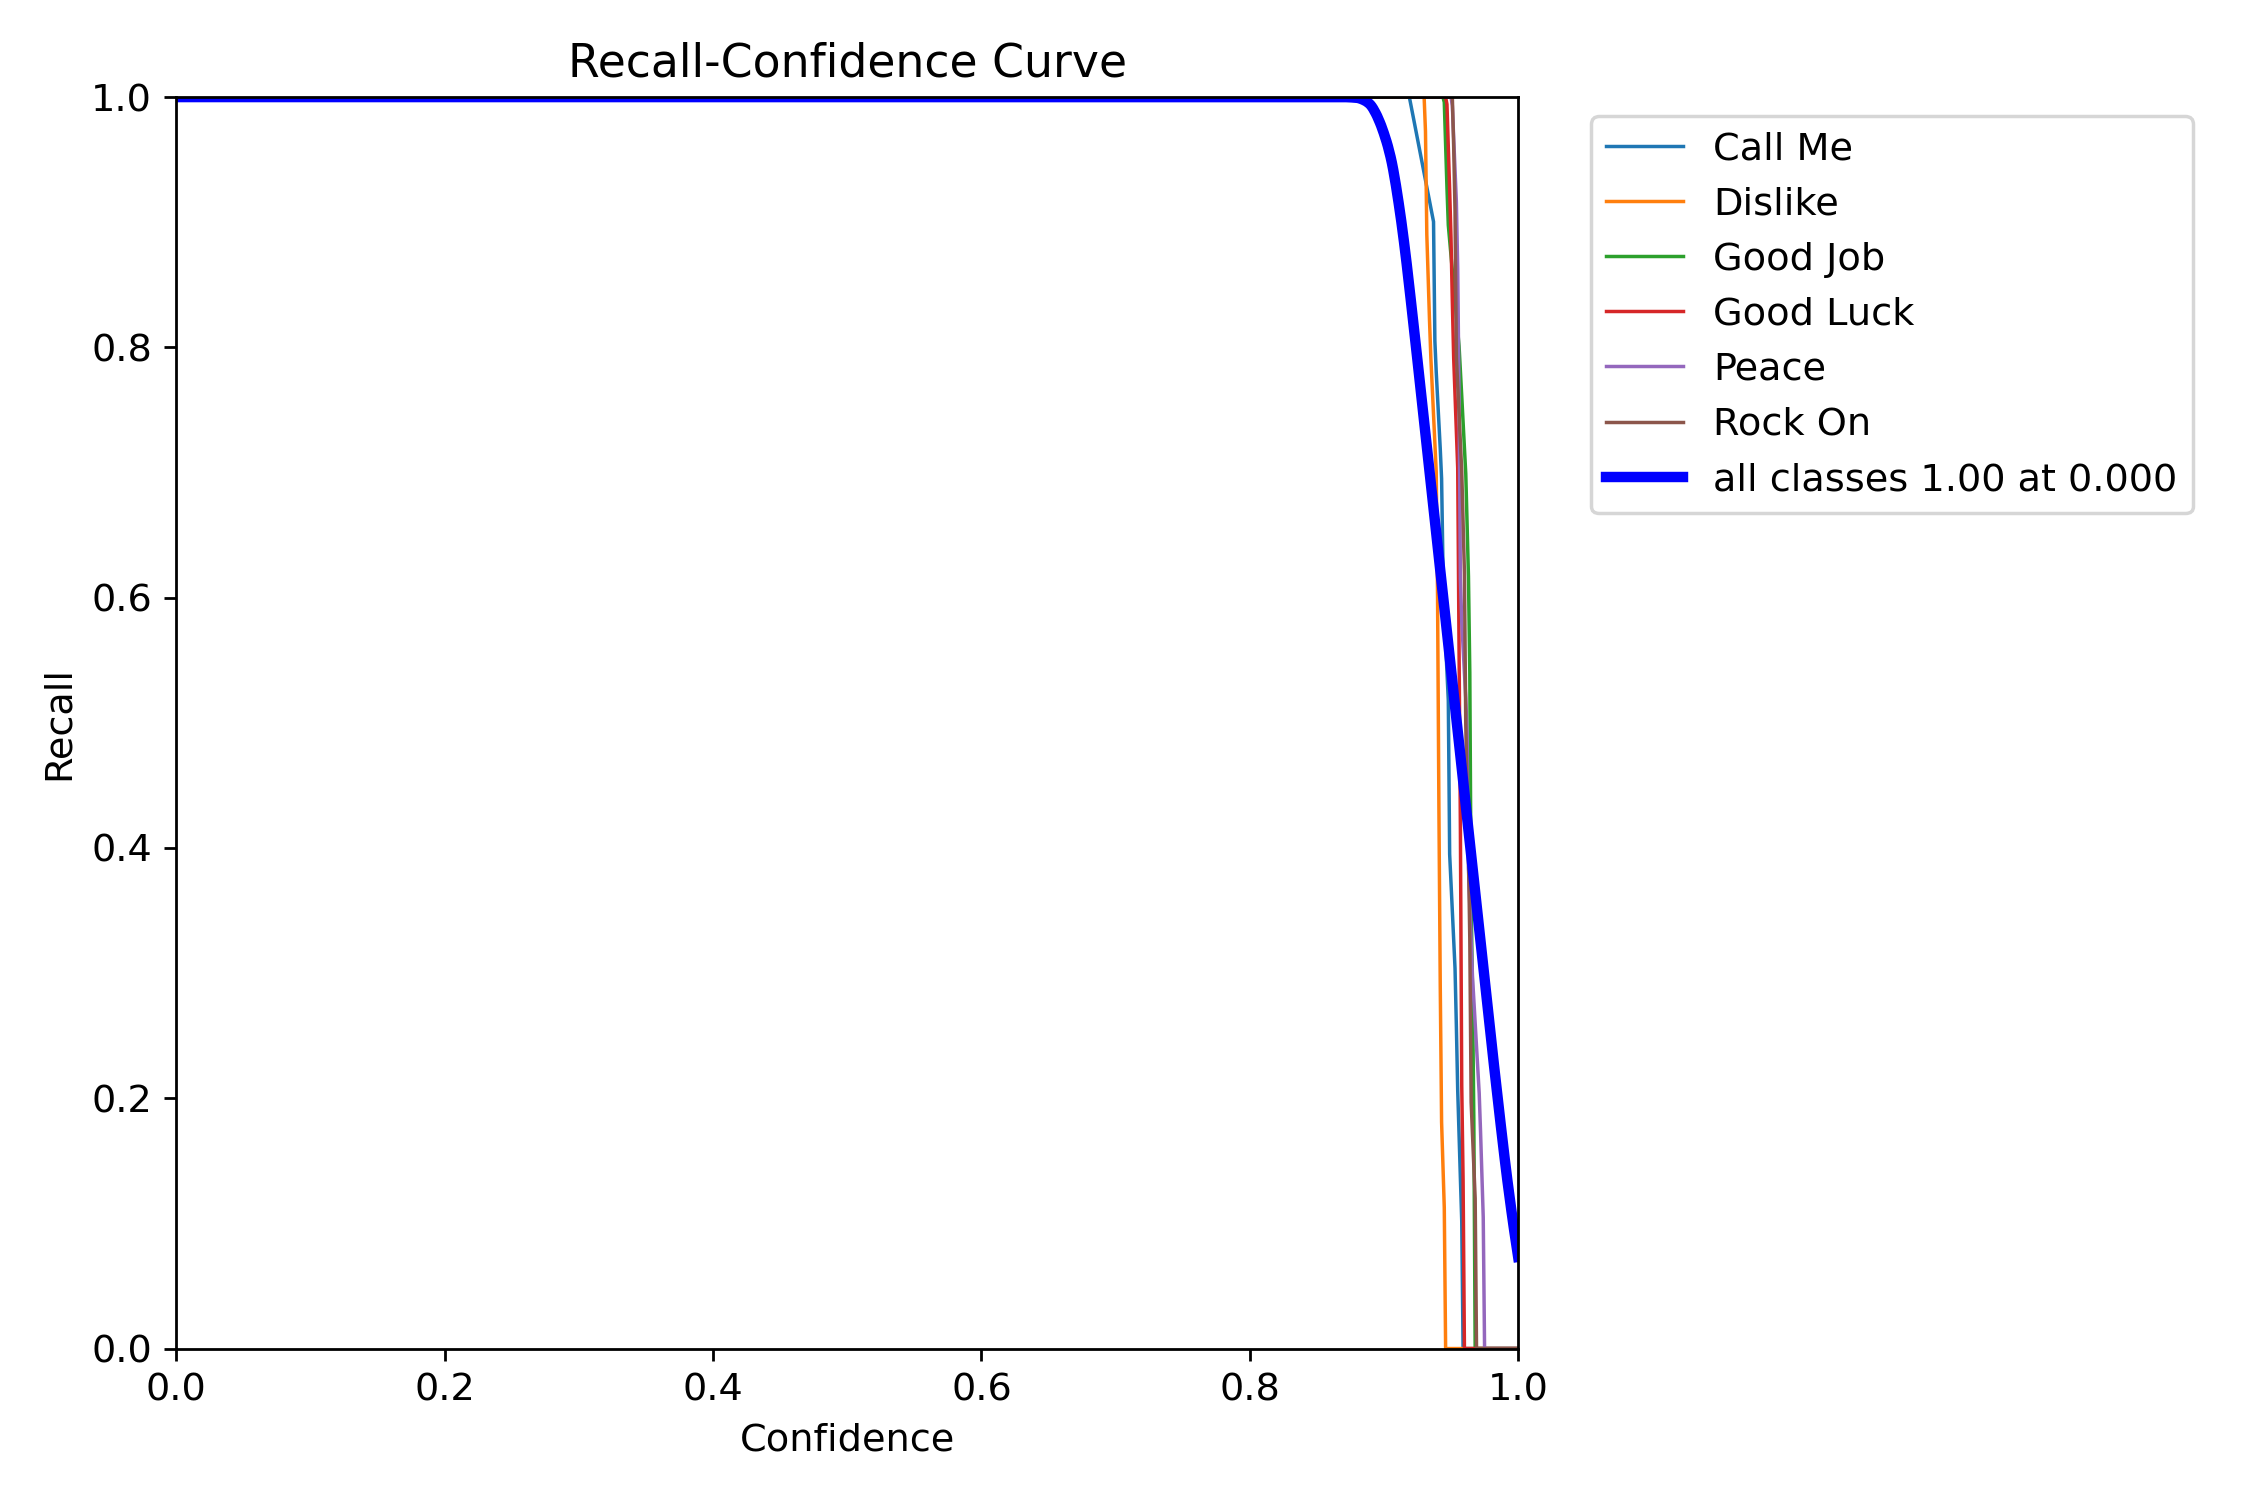 Recall-Confidence Curve
1.0
0.8
0.6
0.4
0.2
0.0
Recall
0.0 0.2 0.4 0.6 0.8 1.0
Confidence
Call Me
Dislike
Good Job
Good Luck
Peace
Rock On
all classes 1.00 at 0.000